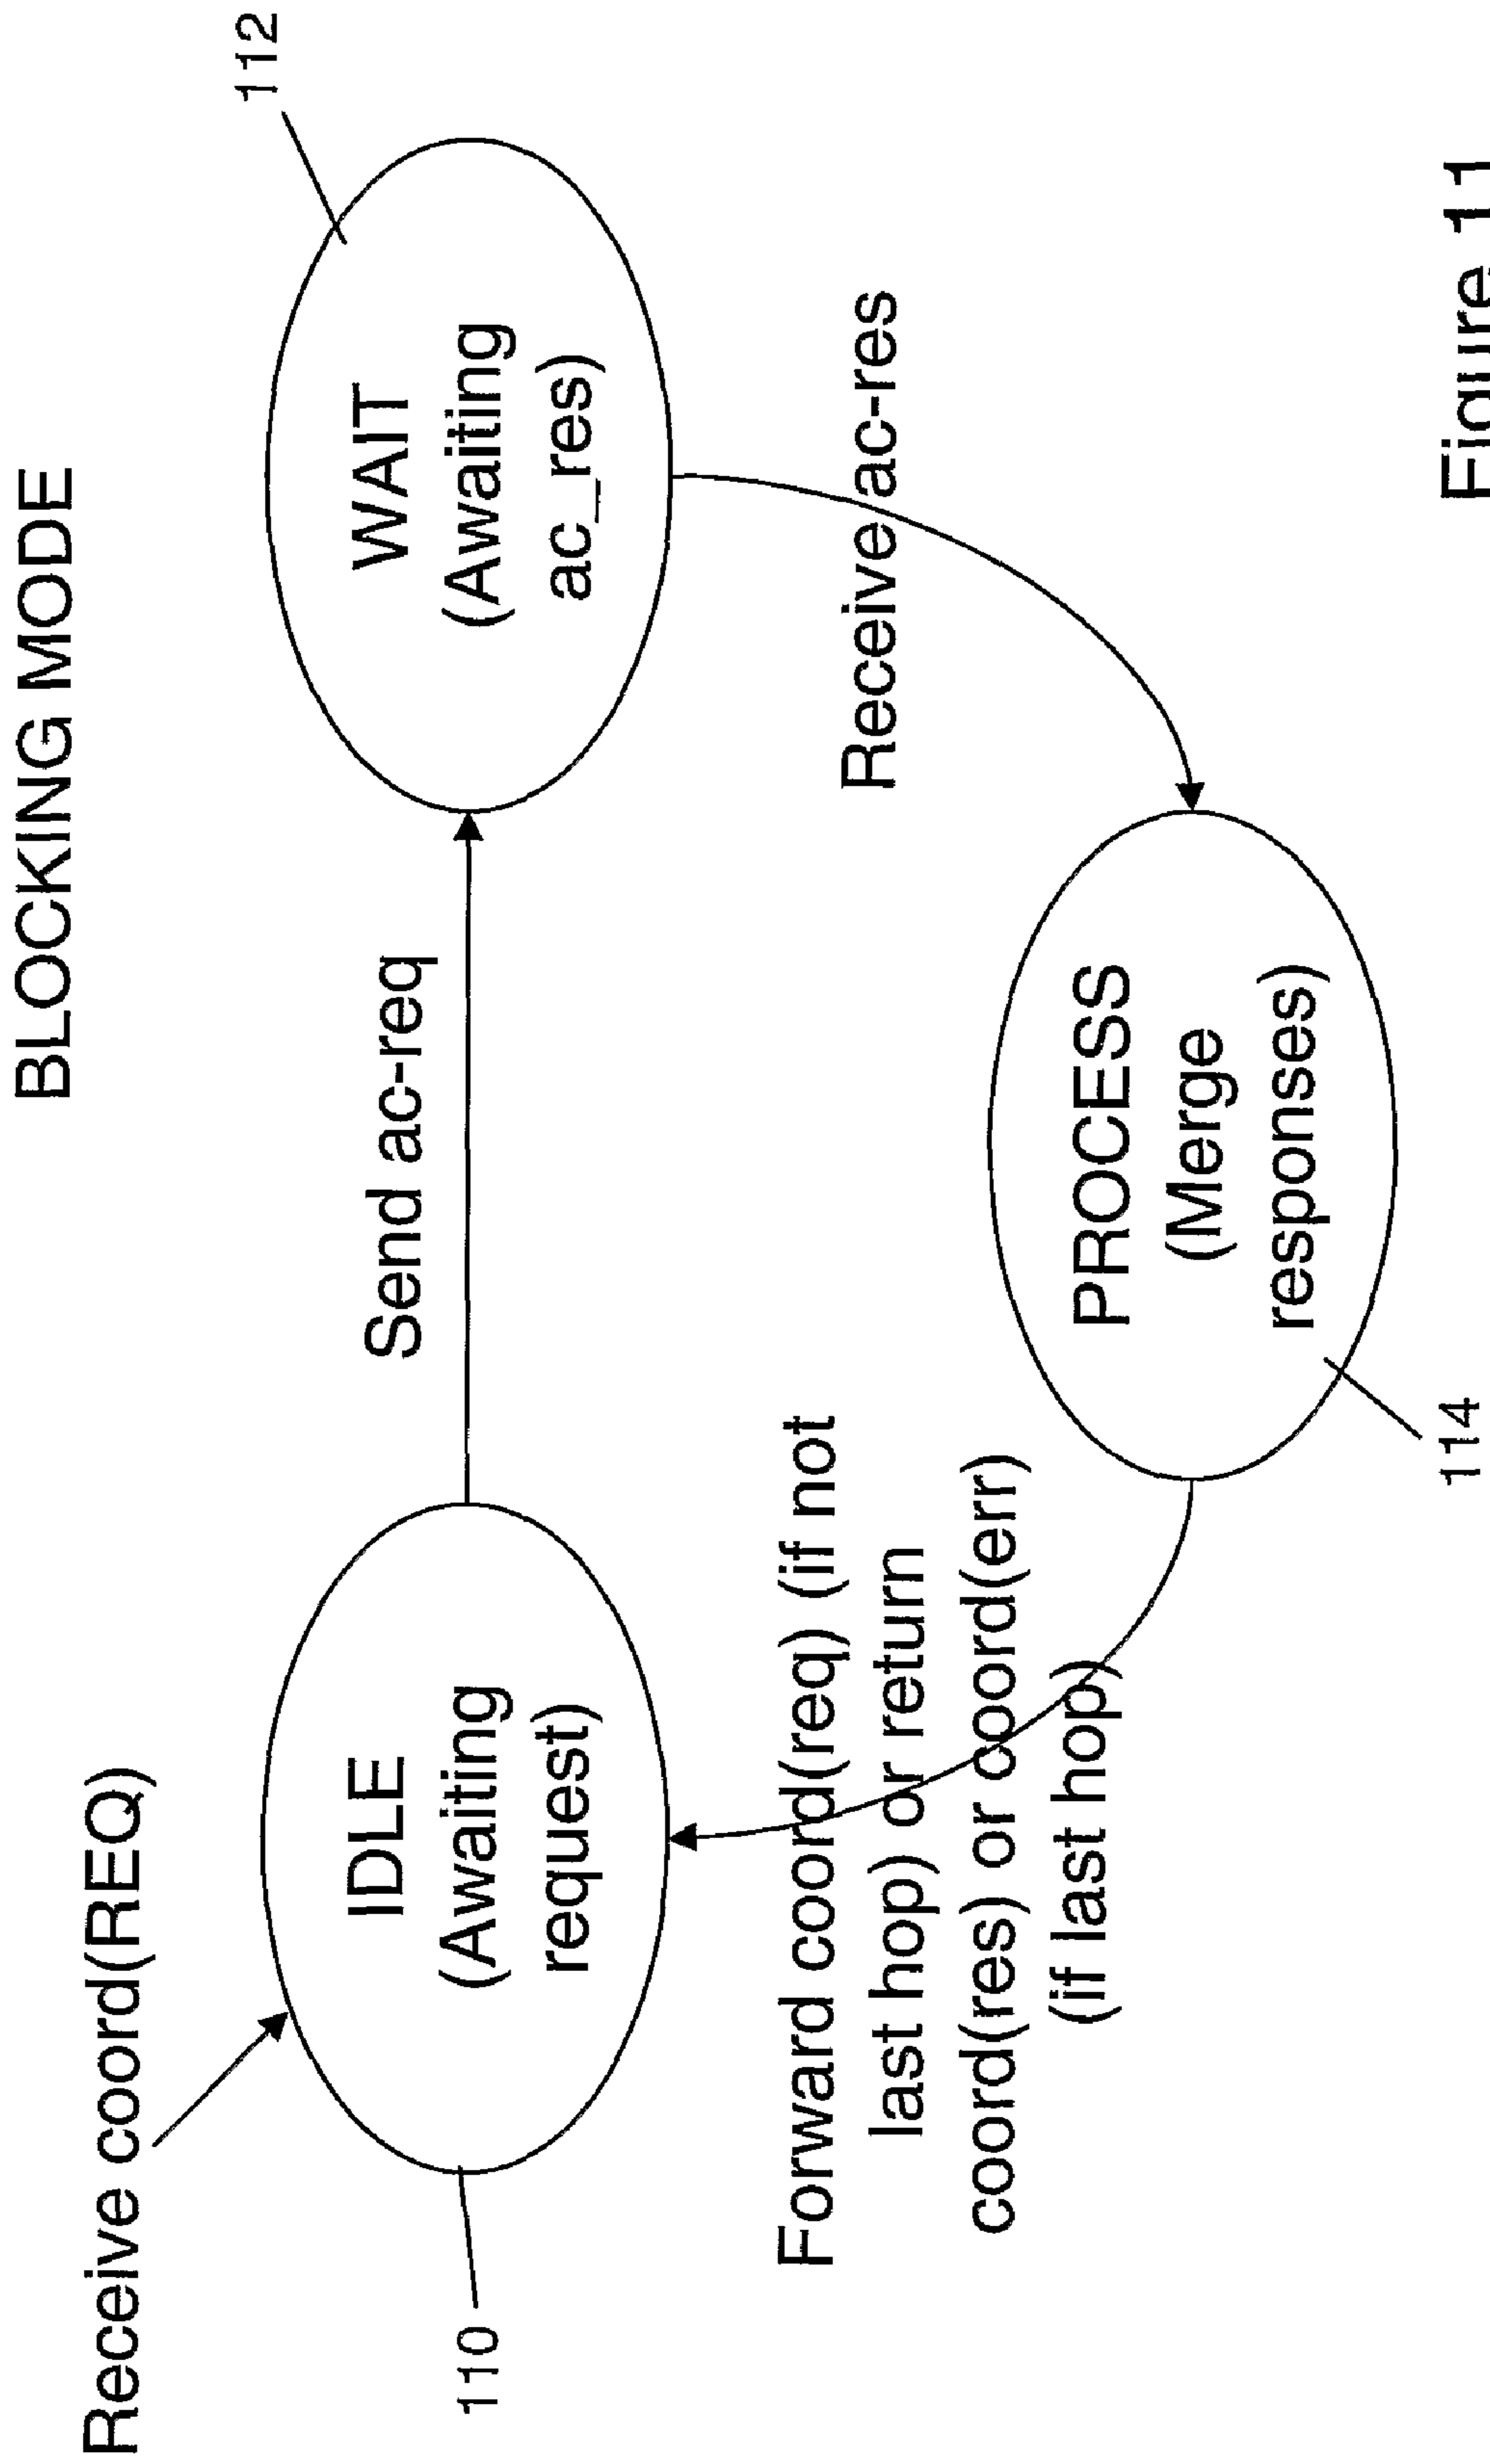 BLOCKING MODE
Receive coord(REQ)
112
IDLE
(Awaiting
request)
Send ac-req
WAIT
(Awaiting
ac_res)
110
Forward coord(req) (if not
last hop) or return
coord(res) or coord(err)
(if last hop)
Receive ac-res
PROCESS
(Merge
responses)
114
Figure 11